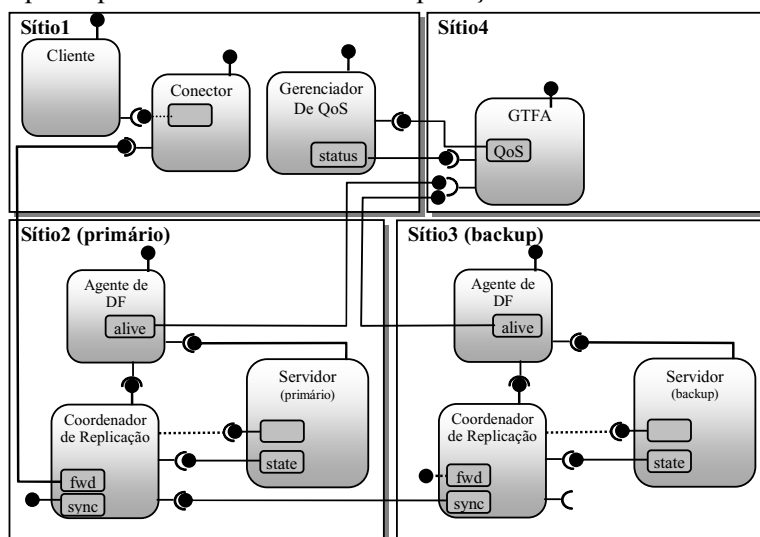 Sítio1
Cliente
Conector
Gerenciador
De QoS
status
Sítio4
GTFA
QoS
Sítio2 (primário)
Agente de
DF
alive
Servidor
(primário)
Coordenador
de Replicação
state
fwd
sync
Sítio3 (backup)
Agente de
DF
alive
Servidor
(backup)
Coordenador
de Replicação
state
fwd
sync